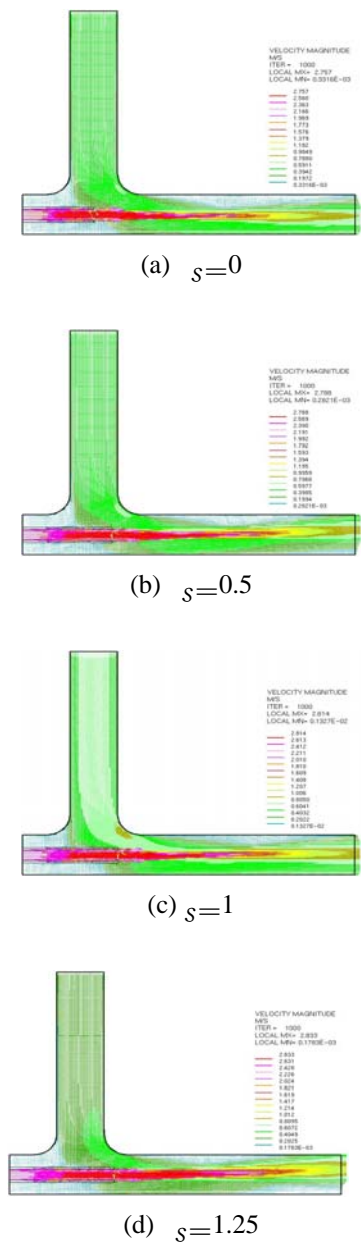 VELOCITY MAGNITUDE
M/S
ITER = 1000
LOCAL MX= 2.757
LOCAL MN= 0.3316E-03
2.757
2.560
2.363
2.166
1.969
1.773
1.576
1.379
1.182
0.9849
0.7880
0.5911
0.3942
0.1972
0.3316E-03
(a) s=0
VELOCITY MAGNITUDE
M/S
ITER = 1000
LOCAL MX= 2.788
LOCAL MN= 0.2921E-03
2.788
2.589
2.390
2.191
1.992
1.792
1.593
1.394
1.195
0.9959
0.7968
0.5977
0.3985
0.1994
0.2921E-03
(b) s=0.5
VELOCITY MAGNITUDE
M/S
ITER = 1000
LOCAL MX= 2.814
LOCAL MN= 0.1327E-02
2.814
2.613
2.412
2.211
2.010
1.810
1.609
1.408
1.207
1.006
0.8050
0.6041
0.4032
0.2022
0.1327E-02
(c) s=1
VELOCITY MAGNITUDE
M/S
ITER = 1000
LOCAL MX= 2.833
LOCAL MN= 0.1763E-03
2.833
2.631
2.429
2.226
2.024
1.821
1.619
1.417
1.214
1.012
0.8095
0.6072
0.4049
0.2025
0.1763E-03
(d) s=1.25